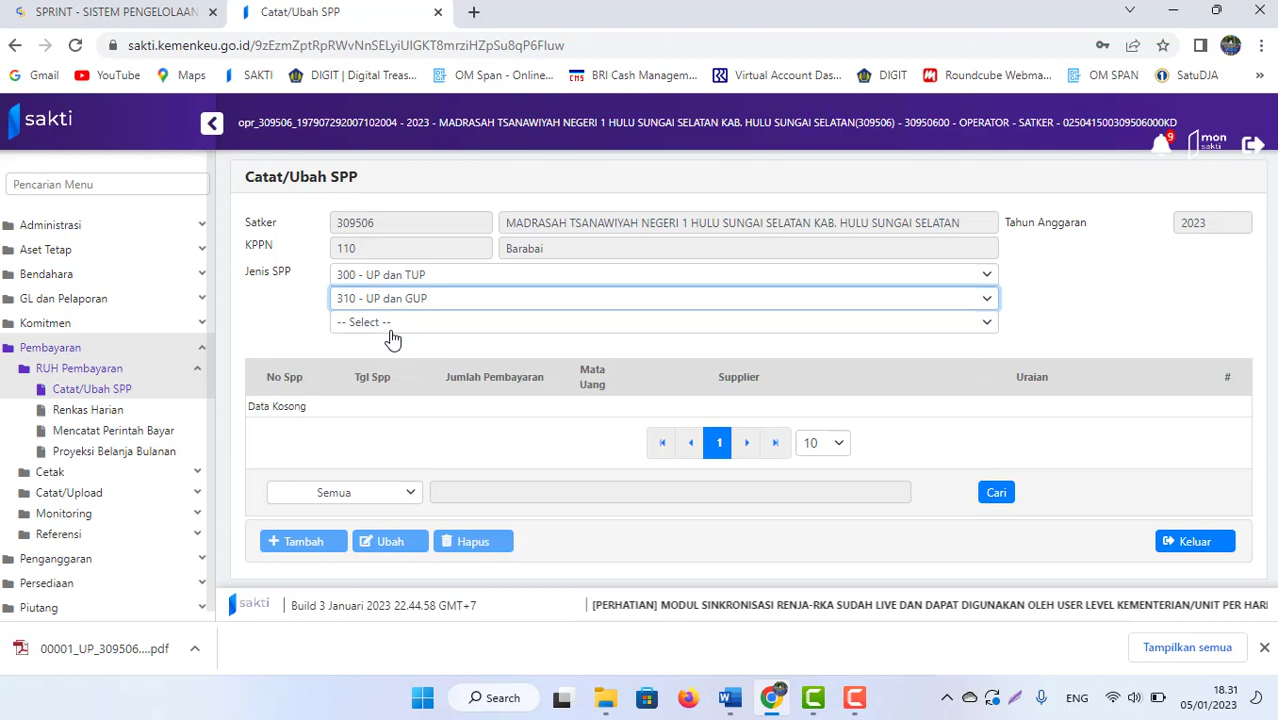 SPRINT - SISTEM PENGELOLAAN
Catat/Ubah SPP
sakti.kemenkeu.go.id/9zEzmZptRpRWvNnSELyiUIGKT8mrziHZpSu8qP6Fluw
Gmail
YouTube
Maps
SAKTI
DIGIT | Digital Treas...
OM Span - Online...
CMS
BRI Cash Managem...
Virtual Account Das...
DIGIT
Roundcube Webma...
OM SPAN
SatuDJA
sakti
opr_309506_197907292007102004 - 2023 - MADRASAH TSANAWIYAH NEGERI 1 HULU SUNGAI SELATAN KAB. HULU SUNGAI SELATAN(309506) - 30950600 - OPERATOR - SATKER - 025041500309506000KD
9
mon
sakti
Pencarian Menu
Administrasi
Aset Tetap
Bendahara
GL dan Pelaporan
Komitmen
Pembayaran
RUH Pembayaran
Catat/Ubah SPP
Renkas Harian
Mencatat Perintah Bayar
Proyeksi Belanja Bulanan
Cetak
Catat/Upload
Monitoring
Referensi
Penganggaran
Persediaan
Piutang
Catat/Ubah SPP
Satker
309506
MADRASAH TSANAWIYAH NEGERI 1 HULU SUNGAI SELATAN KAB. HULU SUNGAI SELATAN
Tahun Anggaran
2023
KPPN
110
Barabai
Jenis SPP
300 - UP dan TUP
310 - UP dan GUP
-- Select --
No Spp
Tgl Spp
Jumlah Pembayaran
Mata Uang
Supplier
Uraian
#
Data Kosong
1
10
Semua
Cari
Tambah
Ubah
Hapus
Keluar
sakti
Build 3 Januari 2023 22.44.58 GMT+7
[PERHATIAN] MODUL SINKRONISASI RENJA-RKA SUDAH LIVE DAN DAPAT DIGUNAKAN OLEH USER LEVEL KEMENTERIAN/UNIT PER HARI
00001_UP_309506....pdf
Tampilkan semua
Search
ENG
18.31
05/01/2023